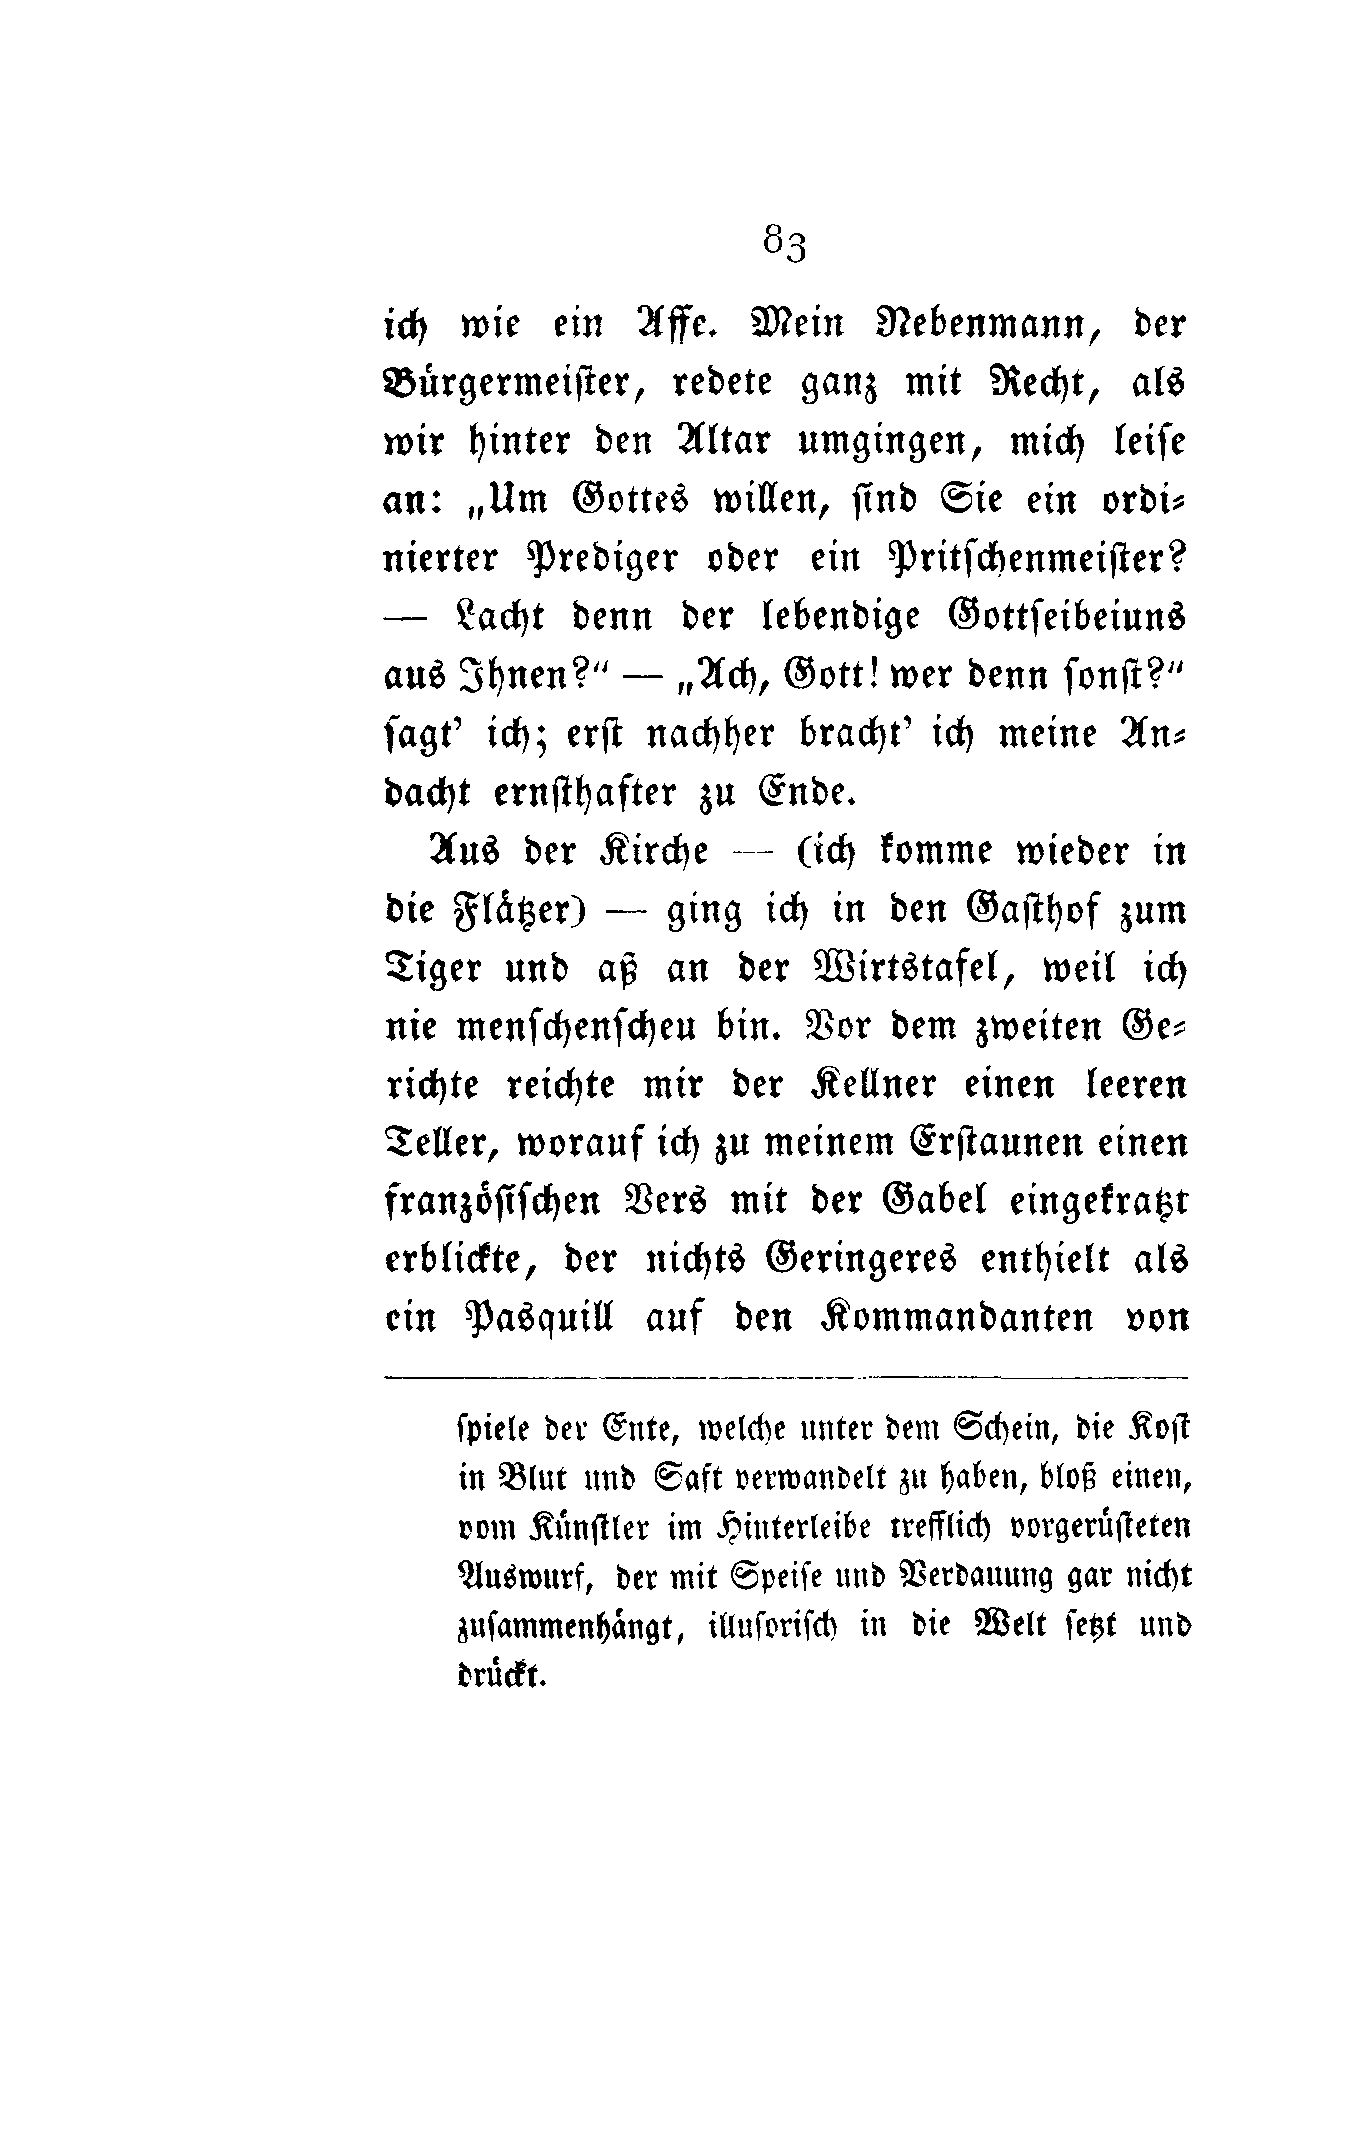 83
ich wie ein Affe. Mein Nebenmann, der
Bürgermeiſter, redete ganz mit Recht, als
wir hinter den Altar umgingen, mich leiſe
an: „Um Gottes willen, ſind Sie ein ordi⸗
nierter Prediger oder ein Pritſchenmeiſter?
— Lacht denn der lebendige Gottſeibeiuns
aus Ihnen?“ — „Ach, Gott! wer denn ſonſt?“
ſagt’ ich; erſt nachher bracht’ ich meine An⸗
dacht ernſthafter zu Ende.
Aus der Kirche — (ich komme wieder in
die Flätzer) — ging ich in den Gaſthof zum
Tiger und aß an der Wirtstafel, weil ich
nie menſchenſcheu bin. Vor dem zweiten Ge⸗
richte reichte mir der Kellner einen leeren
Teller, worauf ich zu meinem Erſtaunen einen
franzöſiſchen Vers mit der Gabel eingekratzt
erblickte, der nichts Geringeres enthielt als
ein Pasquill auf den Kommandanten von
ſpiele der Ente, welche unter dem Schein, die Koſt
in Blut und Saft verwandelt zu haben, bloß einen,
vom Künſtler im Hinterleibe trefflich vorgerüſteten
Auswurf, der mit Speiſe und Verdauung gar nicht
zuſammenhängt, illuſoriſch in die Welt ſetzt und
drückt.